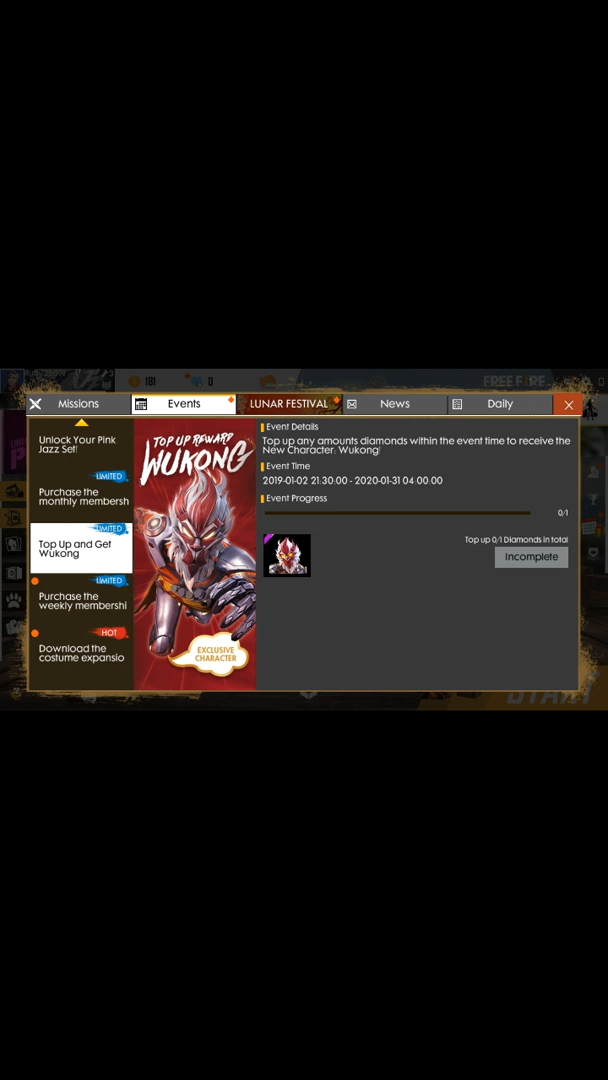 181
0
FREE FIRE
Missions
Events
LUNAR FESTIVAL
News
Daily
Unlock Your Pink
Jazz Set!
LIMITED
Purchase the
monthly membersh
LIMITED
Top Up and Get
Wukong
LIMITED
Purchase the
weekly membershi
HOT
Download the
costume expansio
TOP UP REWARD
WUKONG
EXCLUSIVE
CHARACTER
Event Details
Top up any amounts diamonds within the event time to receive the
New Character: Wukong!
Event Time
2019-01-02 21:30:00 - 2020-01-31 04:00:00
Event Progress
0/1
Top up 0/1 Diamonds in total
Incomplete
START